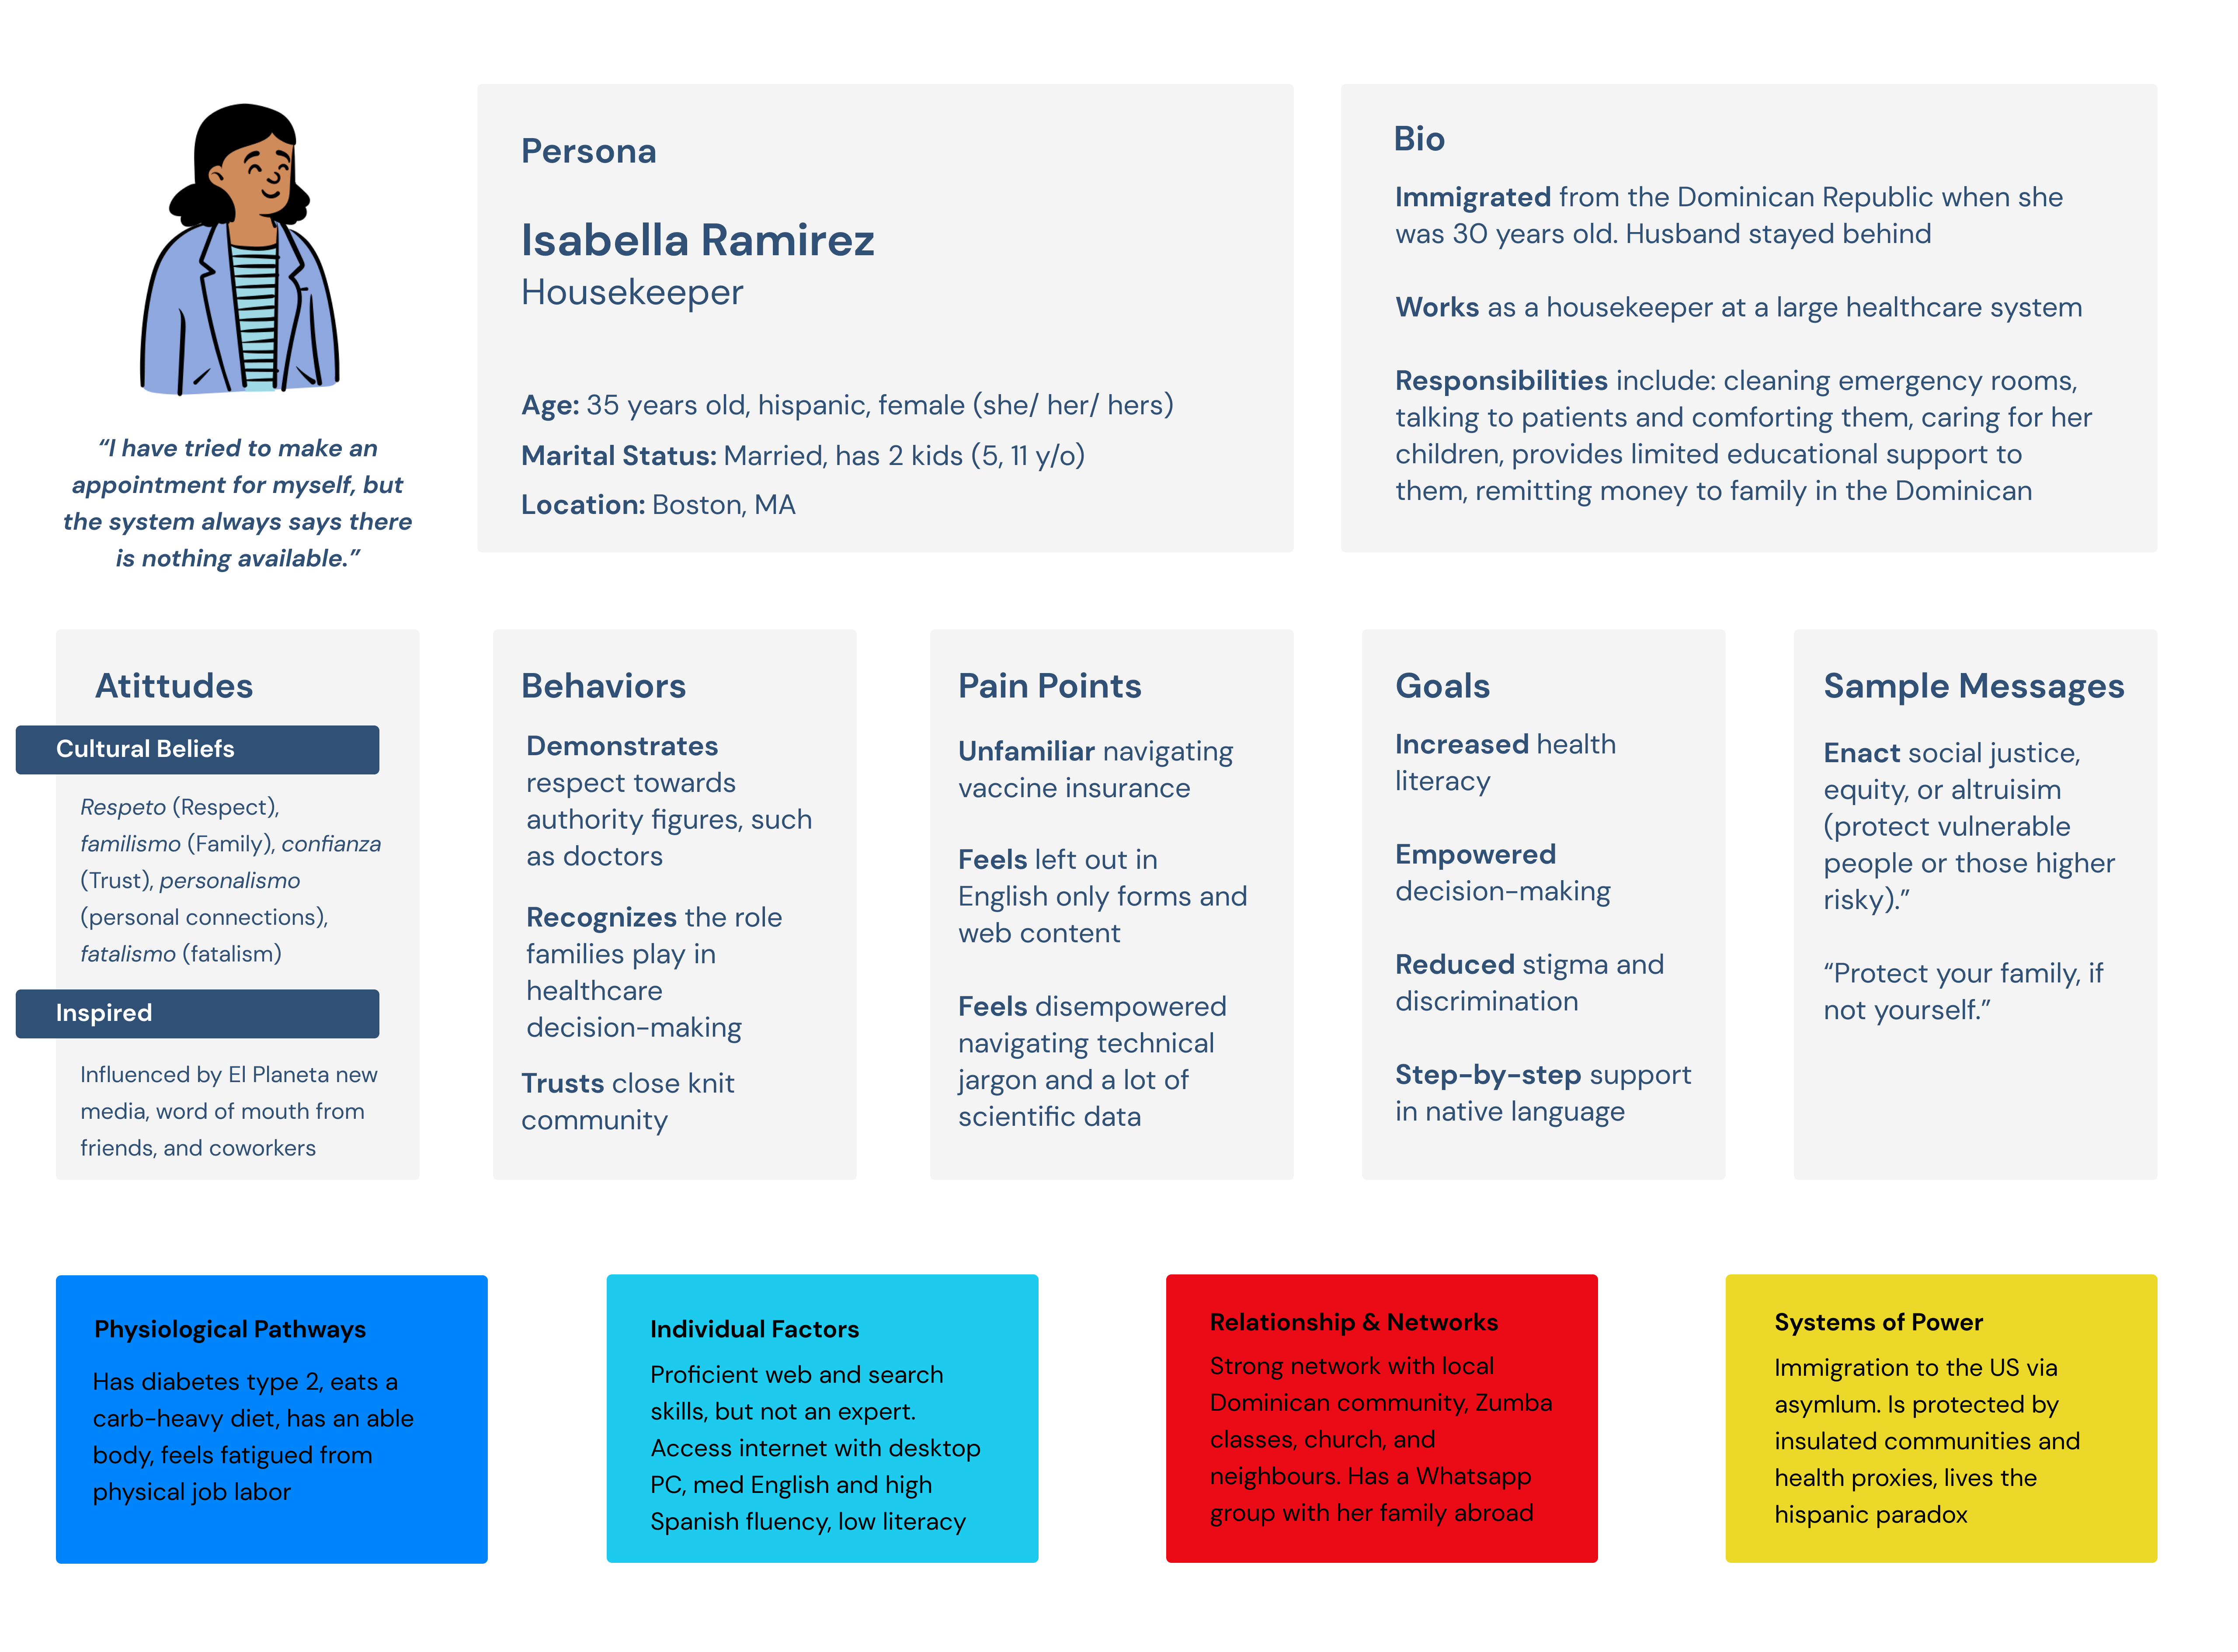 “I have tried to make an
appointment for myself, but
the system always says there
is nothing available.”
Persona
Isabella Ramirez
Housekeeper
Age: 35 years old, hispanic, female (she/ her/ hers)
Marital Status: Married, has 2 kids (5, 11 y/o)
Location: Boston, MA
Bio
Immigrated from the Dominican Republic when she
was 30 years old. Husband stayed behind
Works as a housekeeper at a large healthcare system
Responsibilities include: cleaning emergency rooms,
talking to patients and comforting them, caring for her
children, provides limited educational support to
them, remitting money to family in the Dominican
Atittudes
Cultural Beliefs
Respeto (Respect),
familismo (Family), confianza
(Trust), personalismo
(personal connections),
fatalismo (fatalism)
Inspired
Influenced by El Planeta new
media, word of mouth from
friends, and coworkers
Behaviors
Demonstrates
respect towards
authority figures, such
as doctors
Recognizes the role
families play in
healthcare
decision-making
Trusts close knit
community
Pain Points
Unfamiliar navigating
vaccine insurance
Feels left out in
English only forms and
web content
Feels disempowered
navigating technical
jargon and a lot of
scientific data
Goals
Increased health
literacy
Empowered
decision-making
Reduced stigma and
discrimination
Step-by-step support
in native language
Sample Messages
Enact social justice,
equity, or altruisim
(protect vulnerable
people or those higher
risky).”
“Protect your family, if
not yourself.”
Physiological Pathways
Has diabetes type 2, eats a
carb-heavy diet, has an able
body, feels fatigued from
physical job labor
Individual Factors
Proficient web and search
skills, but not an expert.
Access internet with desktop
PC, med English and high
Spanish fluency, low literacy
Relationship & Networks
Strong network with local
Dominican community, Zumba
classes, church, and
neighbours. Has a Whatsapp
group with her family abroad
Systems of Power
Immigration to the US via
asymlum. Is protected by
insulated communities and
health proxies, lives the
hispanic paradox